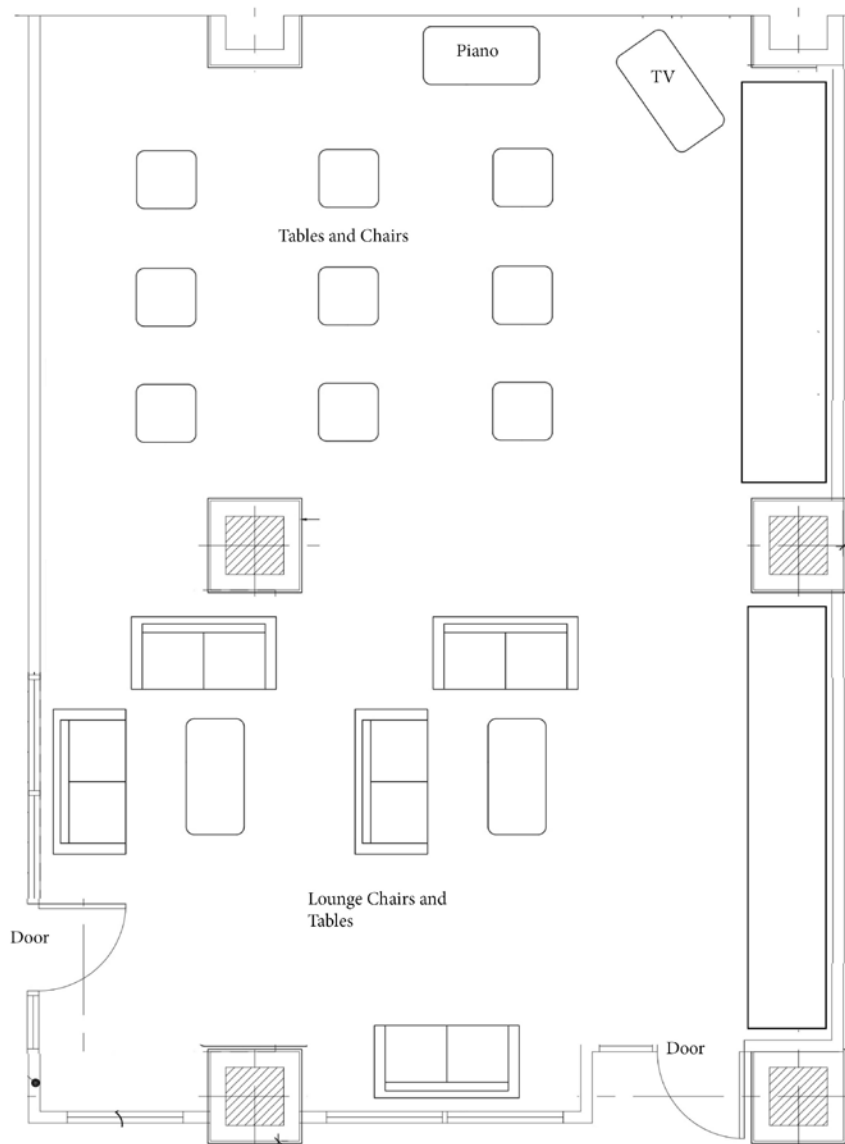 Piano
TV
Tables and Chairs
Lounge Chairs and
Tables
Door
Door